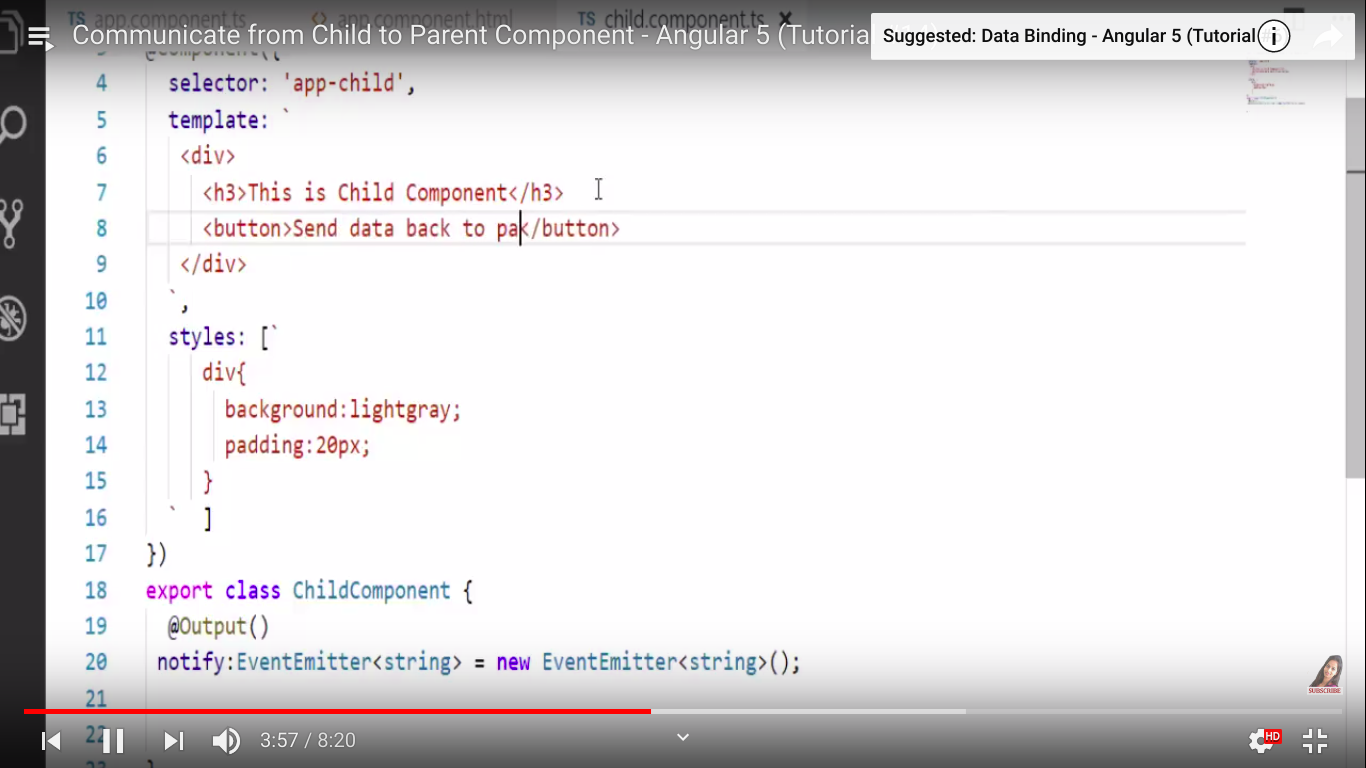 TS app.component.ts
app.component.html
TS child.component.ts
Communicate from Child to Parent Component - Angular 5 (Tutorial
Suggested: Data Binding - Angular 5 (Tutorial
@Component({
4 selector: 'app-child',
5 template: `
6 <div>
7 <h3>This is Child Component</h3>
8 <button>Send data back to pa</button>
9 </div>
10 `,
11 styles: [`
12 div{
13 background:lightgray;
14 padding:20px;
15 }
16 ` ]
17 })
18 export class ChildComponent {
19 @Output()
20 notify:EventEmitter<string> = new EventEmitter<string>();
21
22
SUBSCRIBE
3:57 / 8:20
HD